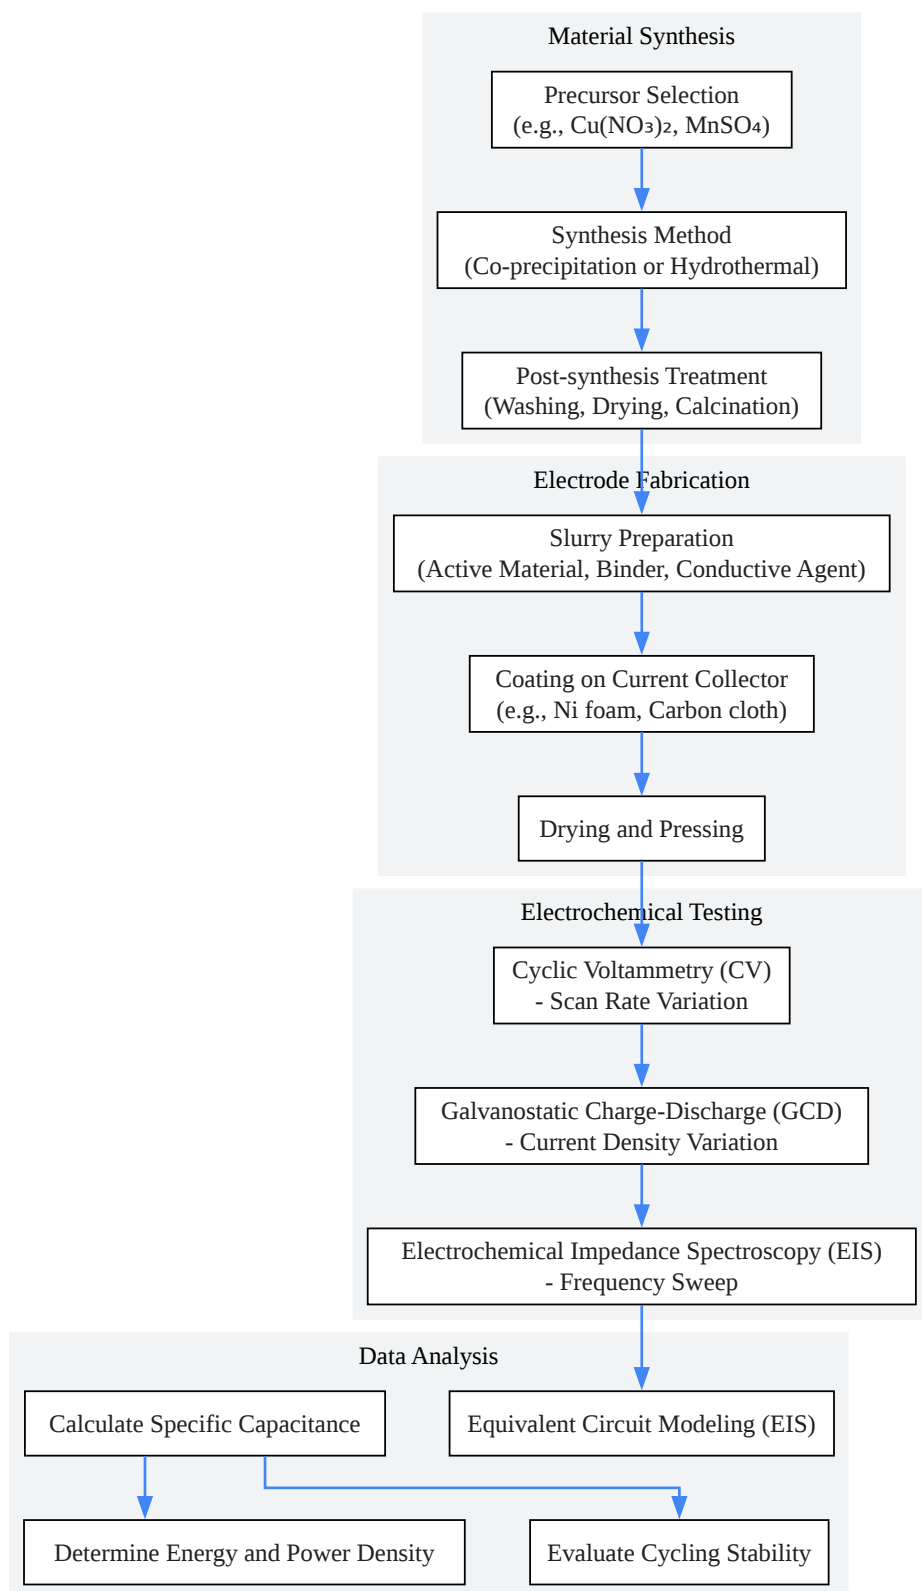 Material Synthesis
Precursor Selection
(e.g., Cu(NO₃)₂, MnSO₄)
Synthesis Method
(Co-precipitation or Hydrothermal)
Post-synthesis Treatment
(Washing, Drying, Calcination)
Electrode Fabrication
Slurry Preparation
(Active Material, Binder, Conductive Agent)
Coating on Current Collector
(e.g., Ni foam, Carbon cloth)
Drying and Pressing
Electrochemical Testing
Cyclic Voltammetry (CV)
- Scan Rate Variation
Galvanostatic Charge-Discharge (GCD)
- Current Density Variation
Electrochemical Impedance Spectroscopy (EIS)
- Frequency Sweep
Data Analysis
Calculate Specific Capacitance
Equivalent Circuit Modeling (EIS)
Determine Energy and Power Density
Evaluate Cycling Stability